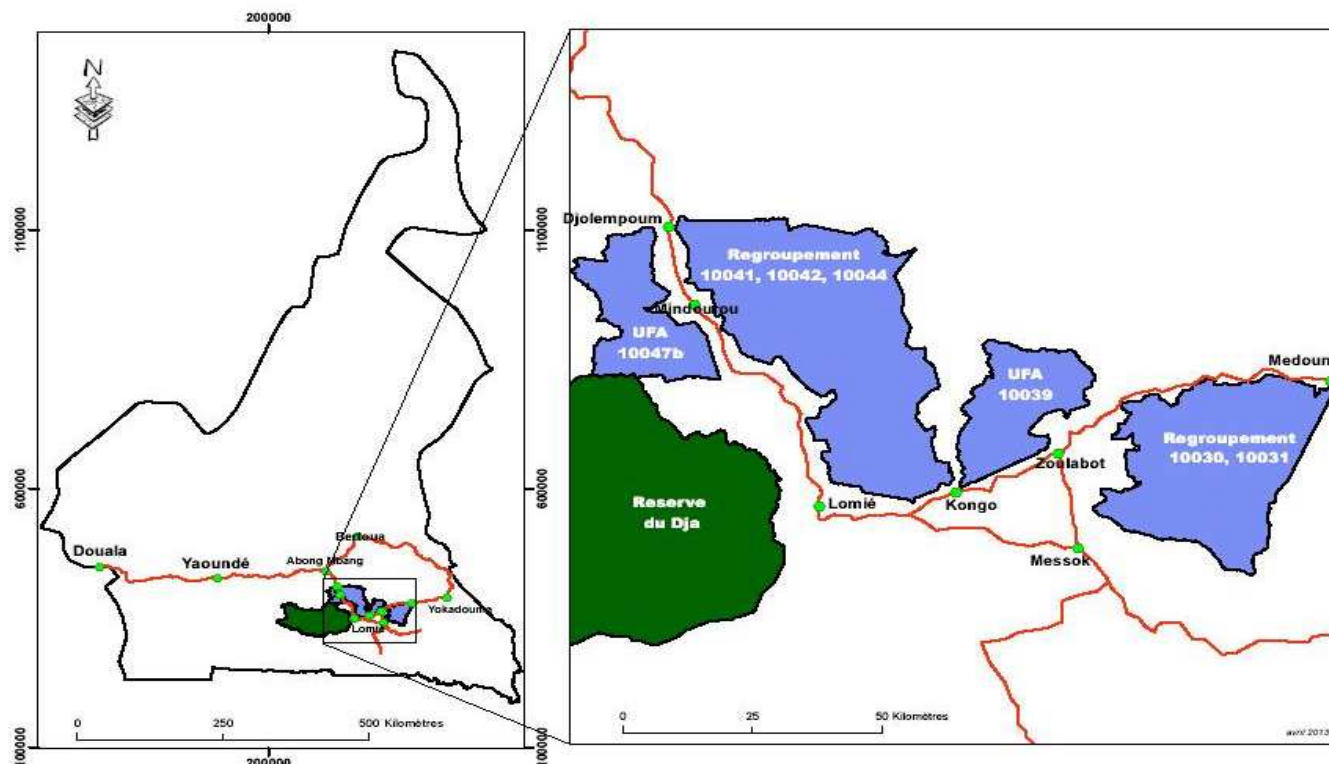 200000
N
1100000
1100000
600000
600000
Douala
Yaoundé
Abong Mbang
Bertoua
Yokadouma
Lomié
0 250 500 Kilomètres
100000
100000
200000
Djolempoum
Regroupement
10041, 10042, 10044
Mindourou
UFA
10047b
UFA
10039
Medoum
Regroupement
10030, 10031
Zoulabot
Reserve
du Dja
Lomié
Kongo
Messok
0 25 50 Kilomètres
avril 2013